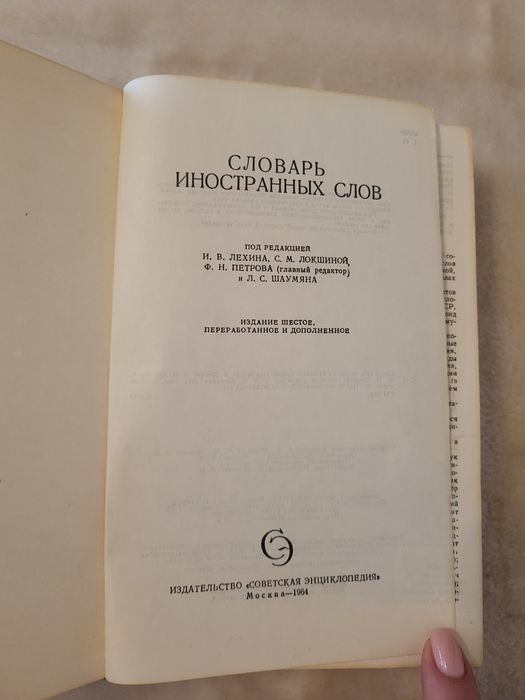 СЛОВАРЬ
ИНОСТРАННЫХ СЛОВ
ПОД РЕДАКЦИЕЙ
И. В. ЛЕХИНА, С. М. ЛОКШИНОЙ,
Ф. Н. ПЕТРОВА (главный редактор)
и Л. С. ШАУМЯНА
ИЗДАНИЕ ШЕСТОЕ,
ПЕРЕРАБОТАННОЕ И ДОПОЛНЕННОЕ
СЭ
ИЗДАТЕЛЬСТВО «СОВЕТСКАЯ ЭНЦИКЛОПЕДИЯ»
Москва—1964